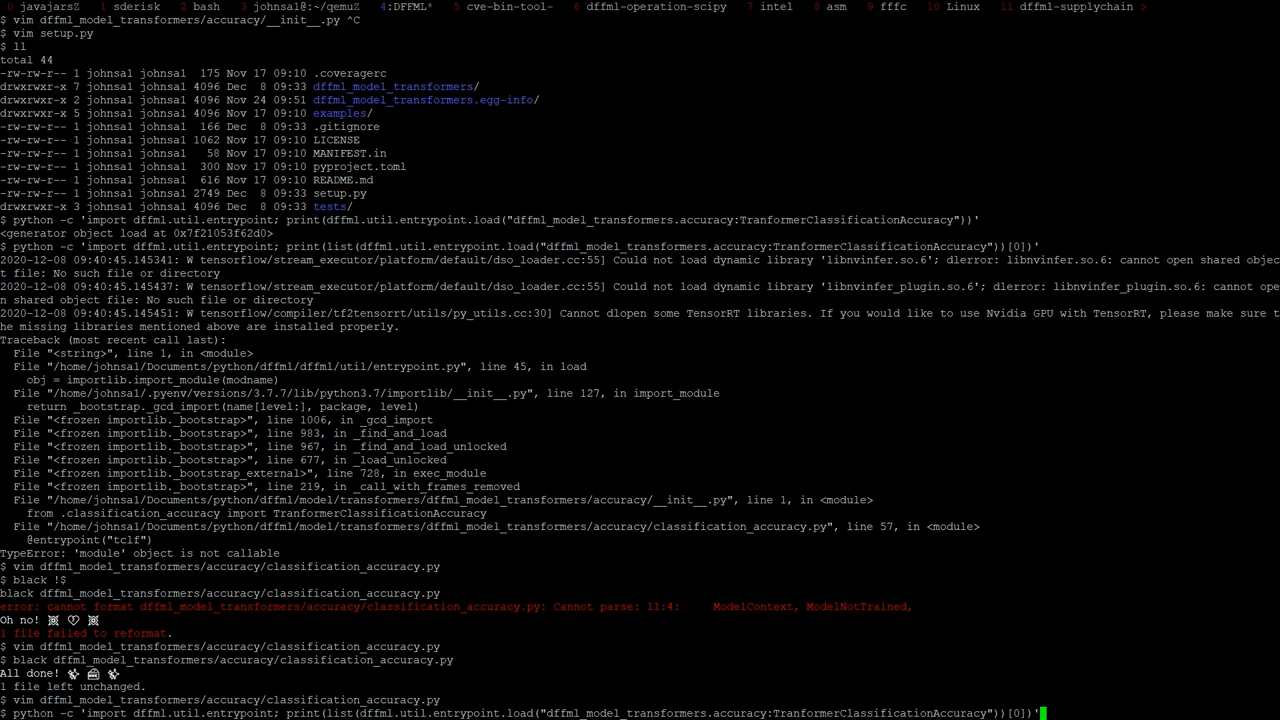 0 javajarsZ  1 sderisk  2 bash  3 johnsa1@:~/qemuZ  4:DFFML*  5 cve-bin-tool-  6 dffml-operation-scipy  7 intel  8 asm  9 fffc  10 Linux  11 dffml-supplychain >
$ vim dffml_model_transformers/accuracy/__init__.py ^C
$ vim setup.py
$ ll
total 44
-rw-rw-r-- 1 johnsa1 johnsa1  175 Nov 17 09:10 .coveragerc
drwxrwxr-x 7 johnsa1 johnsa1 4096 Dec  8 09:33 dffml_model_transformers/
drwxrwxr-x 2 johnsa1 johnsa1 4096 Nov 24 09:51 dffml_model_transformers.egg-info/
drwxrwxr-x 5 johnsa1 johnsa1 4096 Nov 17 09:10 examples/
-rw-rw-r-- 1 johnsa1 johnsa1  166 Dec  8 09:33 .gitignore
-rw-rw-r-- 1 johnsa1 johnsa1 1062 Nov 17 09:10 LICENSE
-rw-rw-r-- 1 johnsa1 johnsa1   58 Nov 17 09:10 MANIFEST.in
-rw-rw-r-- 1 johnsa1 johnsa1  300 Nov 17 09:10 pyproject.toml
-rw-rw-r-- 1 johnsa1 johnsa1  616 Nov 17 09:10 README.md
-rw-rw-r-- 1 johnsa1 johnsa1 2749 Dec  8 09:33 setup.py
drwxrwxr-x 3 johnsa1 johnsa1 4096 Dec  8 09:33 tests/
$ python -c 'import dffml.util.entrypoint; print(dffml.util.entrypoint.load("dffml_model_transformers.accuracy:TranformerClassificationAccuracy"))'
<generator object load at 0x7f21053f62d0>
$ python -c 'import dffml.util.entrypoint; print(list(dffml.util.entrypoint.load("dffml_model_transformers.accuracy:TranformerClassificationAccuracy"))[0])'
2020-12-08 09:40:45.145341: W tensorflow/stream_executor/platform/default/dso_loader.cc:55] Could not load dynamic library 'libnvinfer.so.6'; dlerror: libnvinfer.so.6: cannot open shared objec
t file: No such file or directory
2020-12-08 09:40:45.145437: W tensorflow/stream_executor/platform/default/dso_loader.cc:55] Could not load dynamic library 'libnvinfer_plugin.so.6'; dlerror: libnvinfer_plugin.so.6: cannot ope
n shared object file: No such file or directory
2020-12-08 09:40:45.145451: W tensorflow/compiler/tf2tensorrt/utils/py_utils.cc:30] Cannot dlopen some TensorRT libraries. If you would like to use Nvidia GPU with TensorRT, please make sure t
he missing libraries mentioned above are installed properly.
Traceback (most recent call last):
  File "<string>", line 1, in <module>
  File "/home/johnsa1/Documents/python/dffml/dffml/util/entrypoint.py", line 45, in load
    obj = importlib.import_module(modname)
  File "/home/johnsa1/.pyenv/versions/3.7.7/lib/python3.7/importlib/__init__.py", line 127, in import_module
    return _bootstrap._gcd_import(name[level:], package, level)
  File "<frozen importlib._bootstrap>", line 1006, in _gcd_import
  File "<frozen importlib._bootstrap>", line 983, in _find_and_load
  File "<frozen importlib._bootstrap>", line 967, in _find_and_load_unlocked
  File "<frozen importlib._bootstrap>", line 677, in _load_unlocked
  File "<frozen importlib._bootstrap_external>", line 728, in exec_module
  File "<frozen importlib._bootstrap>", line 219, in _call_with_frames_removed
  File "/home/johnsa1/Documents/python/dffml/model/transformers/dffml_model_transformers/accuracy/__init__.py", line 1, in <module>
    from .classification_accuracy import TranformerClassificationAccuracy
  File "/home/johnsa1/Documents/python/dffml/model/transformers/dffml_model_transformers/accuracy/classification_accuracy.py", line 57, in <module>
    @entrypoint("tclf")
TypeError: 'module' object is not callable
$ vim dffml_model_transformers/accuracy/classification_accuracy.py
$ black !$
black dffml_model_transformers/accuracy/classification_accuracy.py
error: cannot format dffml_model_transformers/accuracy/classification_accuracy.py: Cannot parse: 11:4:     ModelContext, ModelNotTrained,
Oh no! 💥 💔 💥
1 file failed to reformat.
$ vim dffml_model_transformers/accuracy/classification_accuracy.py
$ black dffml_model_transformers/accuracy/classification_accuracy.py
All done! ✨ 🍰 ✨
1 file left unchanged.
$ vim dffml_model_transformers/accuracy/classification_accuracy.py
$ python -c 'import dffml.util.entrypoint; print(list(dffml.util.entrypoint.load("dffml_model_transformers.accuracy:TranformerClassificationAccuracy"))[0])'